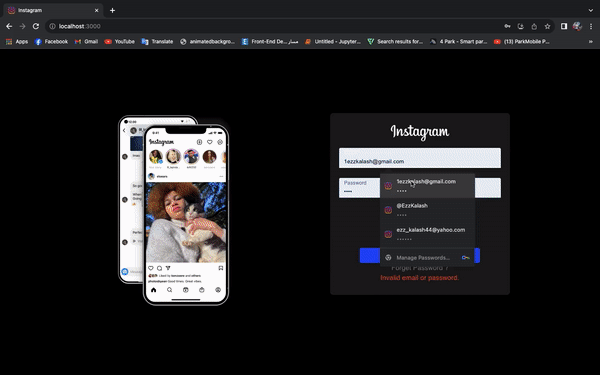 Instagram
localhost:3000
Apps
Facebook
Gmail
YouTube
Translate
animatedbackgro...
Front-End De...
Untitled - Jupyter...
Search results for...
4 Park - Smart par...
(13) ParkMobile P...
Instagram
1ezzkalash@gmail.com
Password
1ezzkalash@gmail.com
@EzzKalash
ezz_kalash44@yahoo.com
Manage Passwords...
Forget Password ?
Invalid email or password.
Instagram